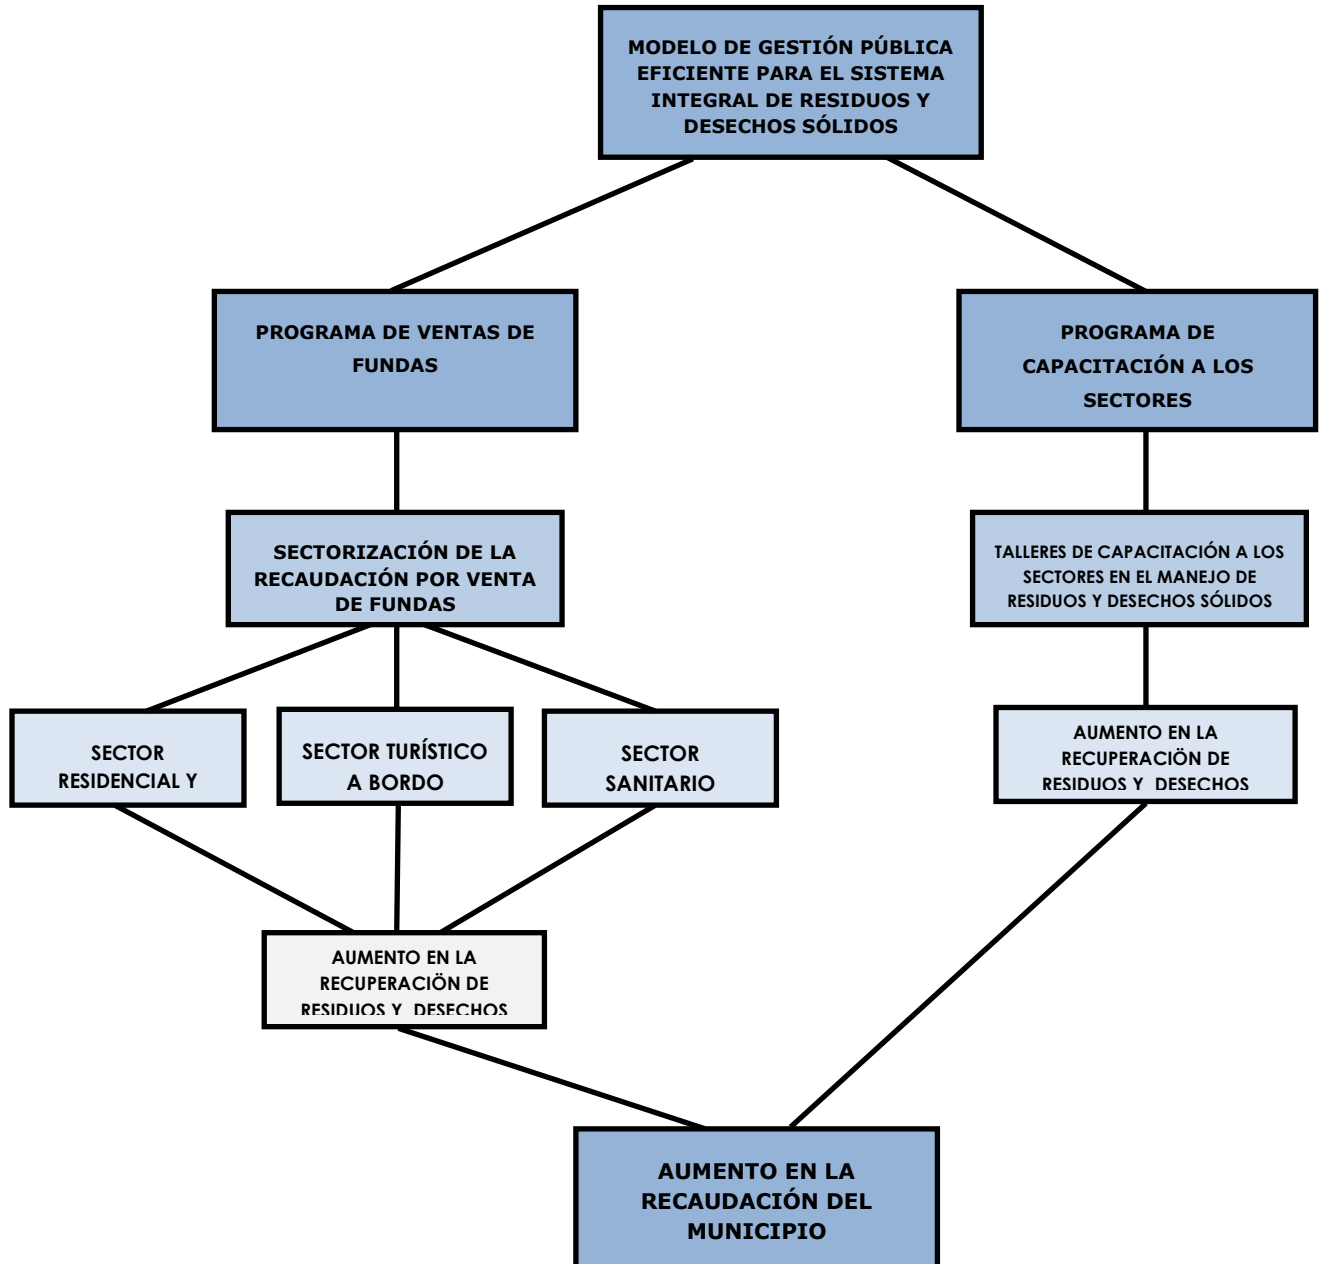 MODELO DE GESTIÓN PÚBLICA
EFICIENTE PARA EL SISTEMA
INTEGRAL DE RESIDUOS Y
DESECHOS SÓLIDOS
PROGRAMA DE VENTAS DE
FUNDAS
PROGRAMA DE
CAPACITACIÓN A LOS
SECTORES
SECTORIZACIÓN DE LA
RECAUDACIÓN POR VENTA
DE FUNDAS
TALLERES DE CAPACITACIÓN A LOS
SECTORES EN EL MANEJO DE
RESIDUOS Y DESECHOS SÓLIDOS
SECTOR
RESIDENCIAL Y
SECTOR TURÍSTICO
A BORDO
SECTOR
SANITARIO
AUMENTO EN LA
RECUPERACÖN DE
RESIDUOS Y DESECHOS
AUMENTO EN LA
RECUPERACÖN DE
RESIDUOS Y DESECHOS
AUMENTO EN LA
RECAUDACIÓN DEL
MUNICIPIO